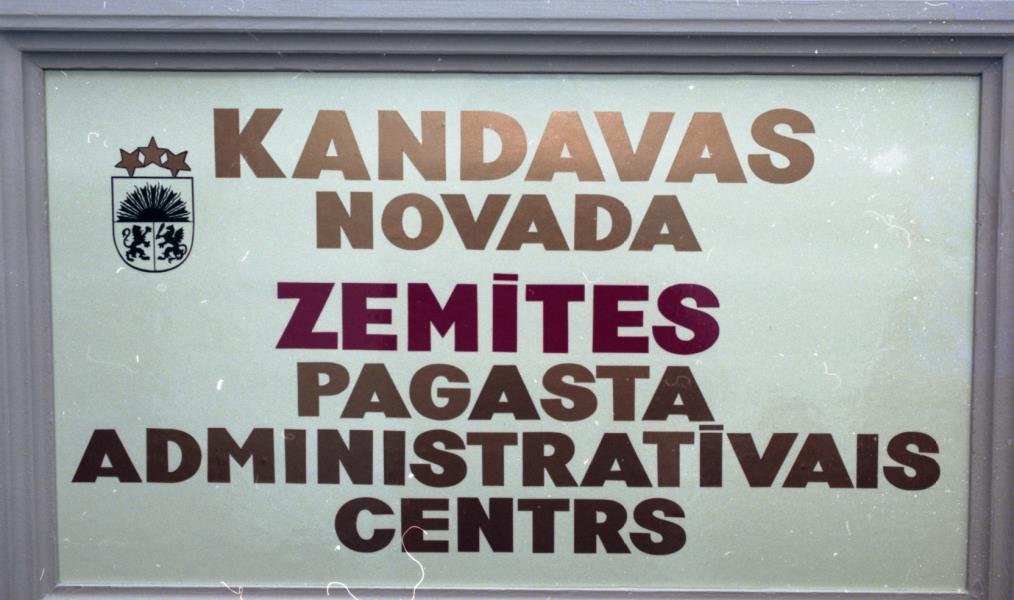 KANDAVAS
NOVADA
ZEMĪTES
PAGASTA
ADMINISTRATĪVAIS
CENTRS